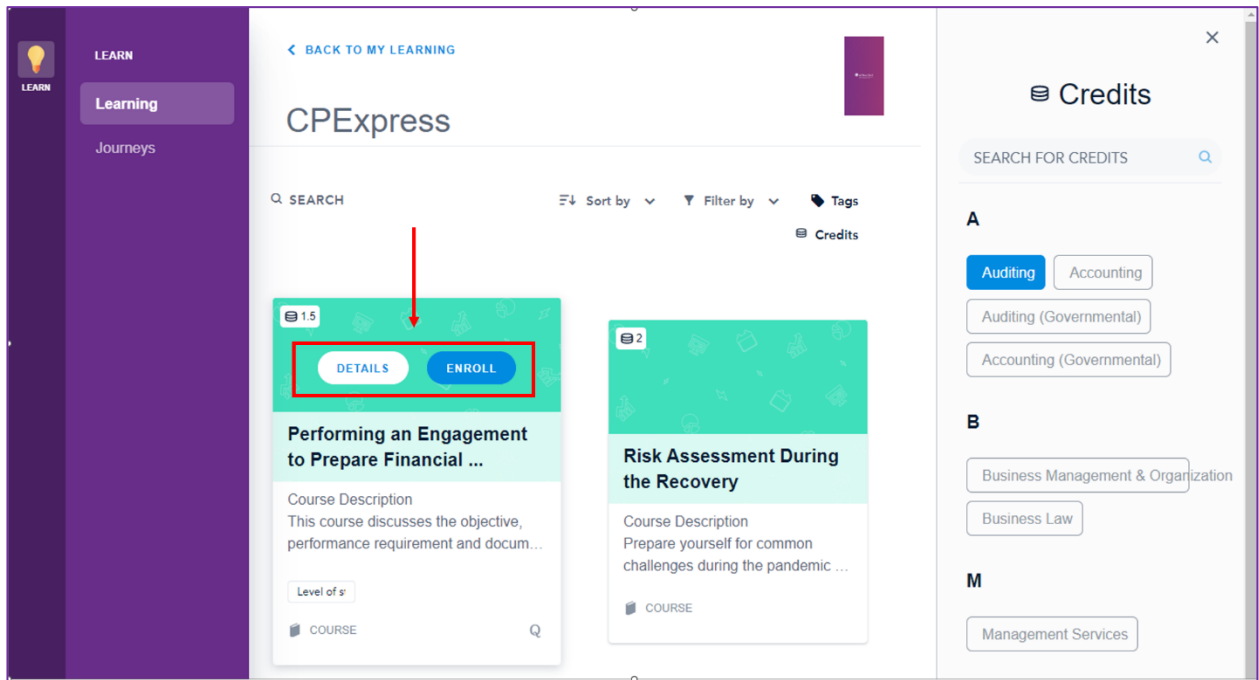 LEARN
LEARN
Learning
Journeys
BACK TO MY LEARNING
CPExpress
SEARCH
Sort by
Filter by
Tags
Credits
1.5
DETAILS
ENROLL
Performing an Engagement
to Prepare Financial ...
Course Description
This course discusses the objective,
performance requirement and docum...
Level of s
COURSE
Q
2
Risk Assessment During
the Recovery
Course Description
Prepare yourself for common
challenges during the pandemic ...
COURSE
Credits
SEARCH FOR CREDITS
A
Auditing
Accounting
Auditing (Governmental)
Accounting (Governmental)
B
Business Management & Organization
Business Law
M
Management Services